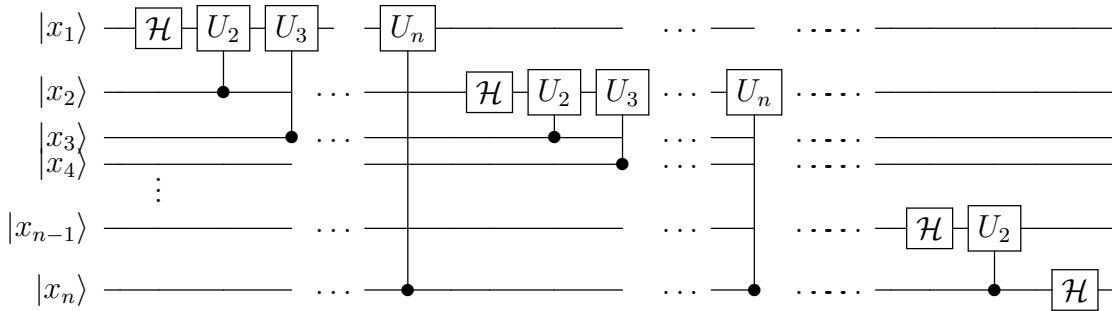 |x₁⟩ ℋ U₂ U₃ Uₙ ... ......
|x₂⟩ ... ℋ U₂ U₃ ... Uₙ ......
|x₃⟩ ... ... ......
|x₄⟩ ... ... ......
⋮
|xₙ₋₁⟩ ... ... ...... ℋ U₂
|xₙ⟩ ... ... ...... ℋ